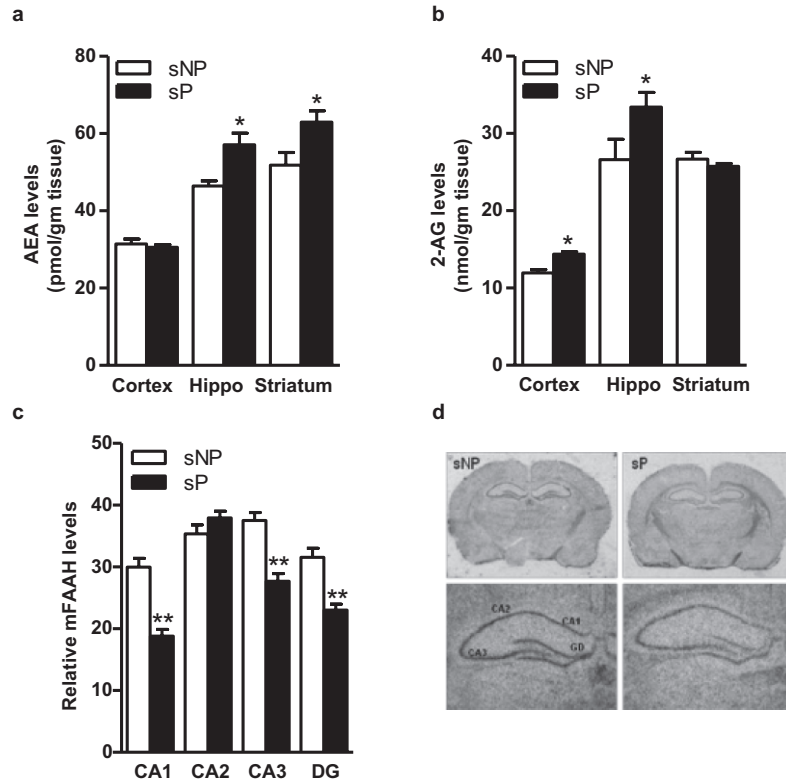 a
80
60
40
20
0
AEA levels
(pmol/gm tissue)
sNP
sP
*
*
Cortex Hippo Striatum
b
40
30
20
10
0
2-AG levels
(nmol/gm tissue)
sNP
sP
*
*
Cortex Hippo Striatum
c
50
40
30
20
10
0
Relative mFAAH levels
sNP
sP
**
**
**
CA1 CA2 CA3 DG
d
sNP
sP
CA2
CA1
CA3
GD